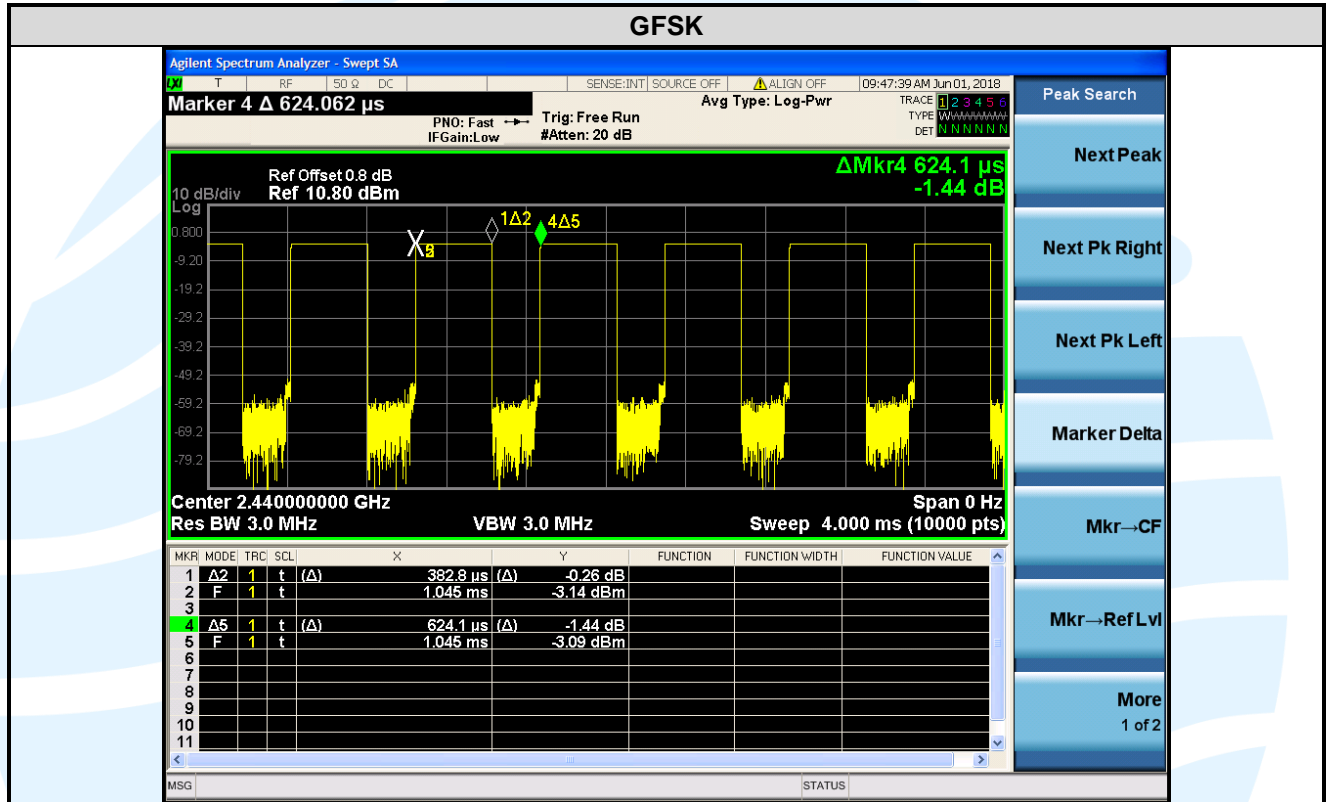 GFSK
Agilent Spectrum Analyzer - Swept SA
LXI T RF 50 Ω DC SENSE:INT SOURCE OFF ⚠ALIGN OFF 09:47:39 AM Jun 01, 2018
Marker 4 Δ 624.062 µs
PNO: Fast
IFGain:Low
Trig: Free Run
#Atten: 20 dB
Avg Type: Log-Pwr
TRACE 1 2 3 4 5 6
TYPE WWWWWW
DET N N N N N N
ΔMkr4 624.1 µs
-1.44 dB
Ref Offset 0.8 dB
Ref 10.80 dBm
10 dB/div
Log
0.800
-9.20
-19.2
-29.2
-39.2
-49.2
-59.2
-69.2
-79.2
1Δ2
4Δ5
Center 2.440000000 GHz Span 0 Hz
Res BW 3.0 MHz VBW 3.0 MHz Sweep 4.000 ms (10000 pts)
MKR MODE TRC SCL X Y FUNCTION FUNCTION WIDTH FUNCTION VALUE
1 Δ2 1 t (Δ) 382.8 µs (Δ) -0.26 dB
2 F 1 t 1.045 ms -3.14 dBm
3
4 Δ5 1 t (Δ) 624.1 µs (Δ) -1.44 dB
5 F 1 t 1.045 ms -3.09 dBm
6
7
8
9
10
11
MSG STATUS
Peak Search
Next Peak
Next Pk Right
Next Pk Left
Marker Delta
Mkr→CF
Mkr→Ref Lvl
More
1 of 2